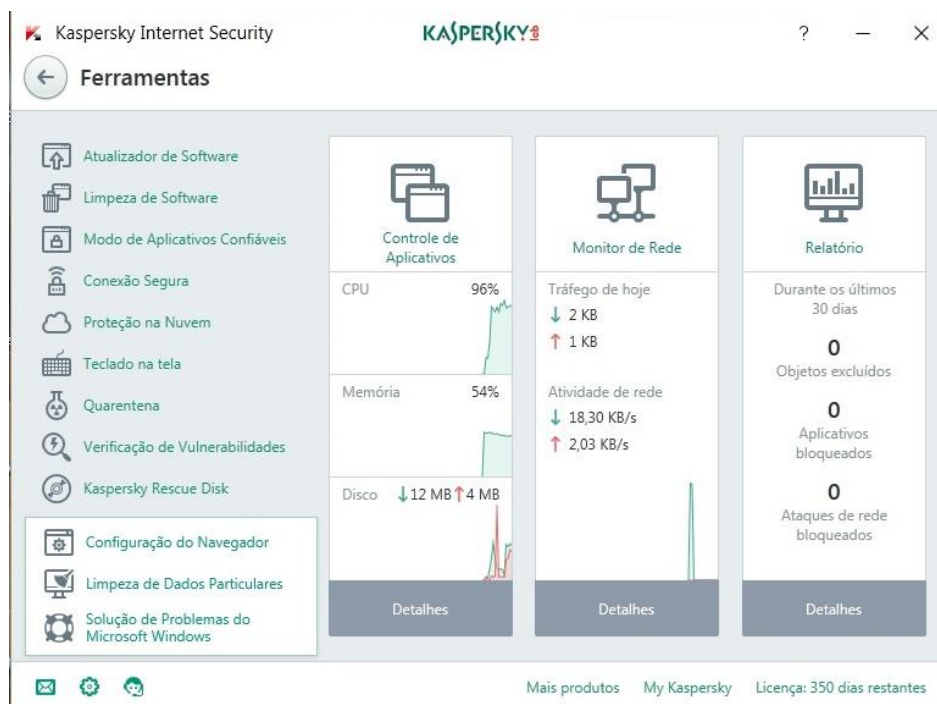 Kaspersky Internet Security
KASPERSKY
?
Ferramentas
Atualizador de Software
Limpeza de Software
Modo de Aplicativos Confiáveis
Conexão Segura
Proteção na Nuvem
Teclado na tela
Quarentena
Verificação de Vulnerabilidades
Kaspersky Rescue Disk
Configuração do Navegador
Limpeza de Dados Particulares
Solução de Problemas do
Microsoft Windows
Controle de
Aplicativos
CPU 96%
Memória 54%
Disco ↓12 MB ↑4 MB
Detalhes
Monitor de Rede
Tráfego de hoje
↓ 2 KB
↑ 1 KB
Atividade de rede
↓ 18,30 KB/s
↑ 2,03 KB/s
Detalhes
Relatório
Durante os últimos
30 dias
0
Objetos excluídos
0
Aplicativos
bloqueados
0
Ataques de rede
bloqueados
Detalhes
Mais produtos
My Kaspersky
Licença: 350 dias restantes